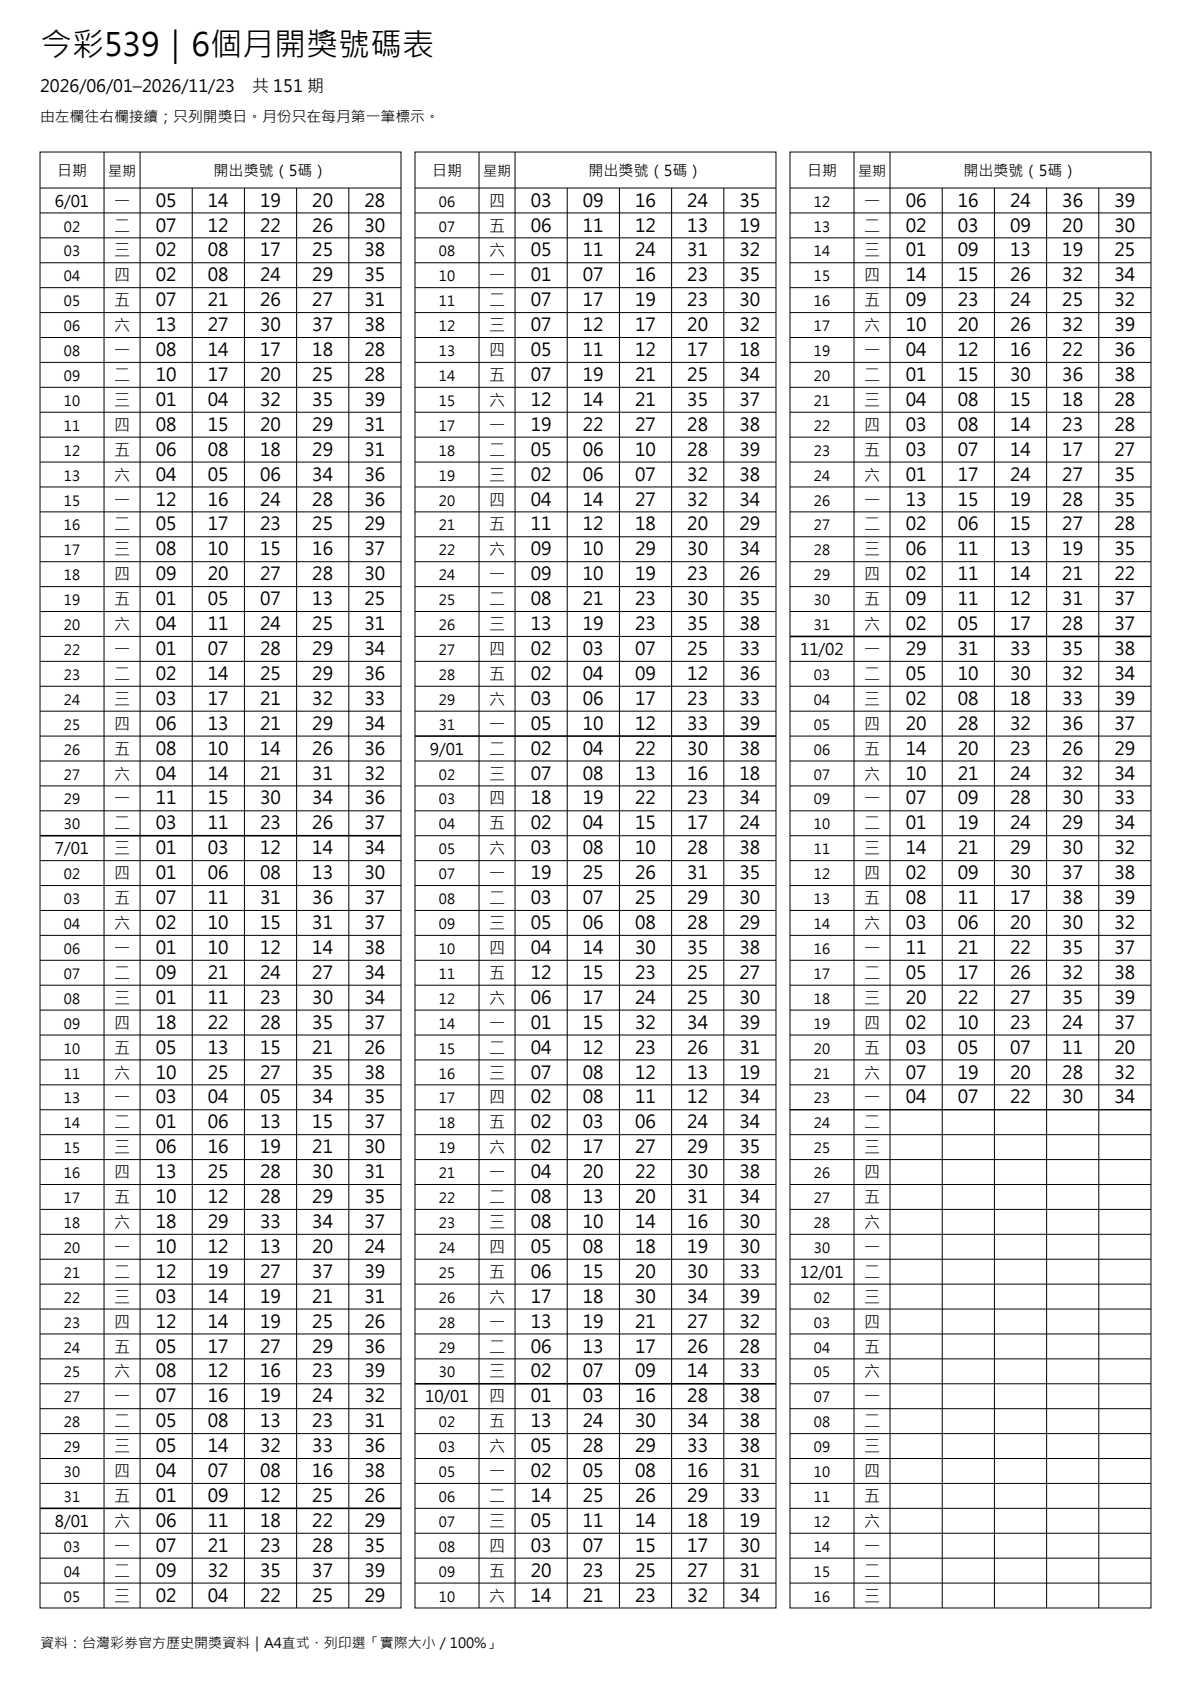 今彩539｜6個月開獎號碼表
2026/06/01–2026/11/23　共 151 期
由左欄往右欄接續；只列開獎日。月份只在每月第一筆標示。
日期 星期 開出獎號（5碼）
6/01 一 05 14 19 20 28
02 二 07 12 22 26 30
03 三 02 08 17 25 38
04 四 02 08 24 29 35
05 五 07 21 26 27 31
06 六 13 27 30 37 38
08 一 08 14 17 18 28
09 二 10 17 20 25 28
10 三 01 04 32 35 39
11 四 08 15 20 29 31
12 五 06 08 18 29 31
13 六 04 05 06 34 36
15 一 12 16 24 28 36
16 二 05 17 23 25 29
17 三 08 10 15 16 37
18 四 09 20 27 28 30
19 五 01 05 07 13 25
20 六 04 11 24 25 31
22 一 01 07 28 29 34
23 二 02 14 25 29 36
24 三 03 17 21 32 33
25 四 06 13 21 29 34
26 五 08 10 14 26 36
27 六 04 14 21 31 32
29 一 11 15 30 34 36
30 二 03 11 23 26 37
7/01 三 01 03 12 14 34
02 四 01 06 08 13 30
03 五 07 11 31 36 37
04 六 02 10 15 31 37
06 一 01 10 12 14 38
07 二 09 21 24 27 34
08 三 01 11 23 30 34
09 四 18 22 28 35 37
10 五 05 13 15 21 26
11 六 10 25 27 35 38
13 一 03 04 05 34 35
14 二 01 06 13 15 37
15 三 06 16 19 21 30
16 四 13 25 28 30 31
17 五 10 12 28 29 35
18 六 18 29 33 34 37
20 一 10 12 13 20 24
21 二 12 19 27 37 39
22 三 03 14 19 21 31
23 四 12 14 19 25 26
24 五 05 17 27 29 36
25 六 08 12 16 23 39
27 一 07 16 19 24 32
28 二 05 08 13 23 31
29 三 05 14 32 33 36
30 四 04 07 08 16 38
31 五 01 09 12 25 26
8/01 六 06 11 18 22 29
03 一 07 21 23 28 35
04 二 09 32 35 37 39
05 三 02 04 22 25 29
日期 星期 開出獎號（5碼）
06 四 03 09 16 24 35
07 五 06 11 12 13 19
08 六 05 11 24 31 32
10 一 01 07 16 23 35
11 二 07 17 19 23 30
12 三 07 12 17 20 32
13 四 05 11 12 17 18
14 五 07 19 21 25 34
15 六 12 14 21 35 37
17 一 19 22 27 28 38
18 二 05 06 10 28 39
19 三 02 06 07 32 38
20 四 04 14 27 32 34
21 五 11 12 18 20 29
22 六 09 10 29 30 34
24 一 09 10 19 23 26
25 二 08 21 23 30 35
26 三 13 19 23 35 38
27 四 02 03 07 25 33
28 五 02 04 09 12 36
29 六 03 06 17 23 33
31 一 05 10 12 33 39
9/01 二 02 04 22 30 38
02 三 07 08 13 16 18
03 四 18 19 22 23 34
04 五 02 04 15 17 24
05 六 03 08 10 28 38
07 一 19 25 26 31 35
08 二 03 07 25 29 30
09 三 05 06 08 28 29
10 四 04 14 30 35 38
11 五 12 15 23 25 27
12 六 06 17 24 25 30
14 一 01 15 32 34 39
15 二 04 12 23 26 31
16 三 07 08 12 13 19
17 四 02 08 11 12 34
18 五 02 03 06 24 34
19 六 02 17 27 29 35
21 一 04 20 22 30 38
22 二 08 13 20 31 34
23 三 08 10 14 16 30
24 四 05 08 18 19 30
25 五 06 15 20 30 33
26 六 17 18 30 34 39
28 一 13 19 21 27 32
29 二 06 13 17 26 28
30 三 02 07 09 14 33
10/01 四 01 03 16 28 38
02 五 13 24 30 34 38
03 六 05 28 29 33 38
05 一 02 05 08 16 31
06 二 14 25 26 29 33
07 三 05 11 14 18 19
08 四 03 07 15 17 30
09 五 20 23 25 27 31
10 六 14 21 23 32 34
日期 星期 開出獎號（5碼）
12 一 06 16 24 36 39
13 二 02 03 09 20 30
14 三 01 09 13 19 25
15 四 14 15 26 32 34
16 五 09 23 24 25 32
17 六 10 20 26 32 39
19 一 04 12 16 22 36
20 二 01 15 30 36 38
21 三 04 08 15 18 28
22 四 03 08 14 23 28
23 五 03 07 14 17 27
24 六 01 17 24 27 35
26 一 13 15 19 28 35
27 二 02 06 15 27 28
28 三 06 11 13 19 35
29 四 02 11 14 21 22
30 五 09 11 12 31 37
31 六 02 05 17 28 37
11/02 一 29 31 33 35 38
03 二 05 10 30 32 34
04 三 02 08 18 33 39
05 四 20 28 32 36 37
06 五 14 20 23 26 29
07 六 10 21 24 32 34
09 一 07 09 28 30 33
10 二 01 19 24 29 34
11 三 14 21 29 30 32
12 四 02 09 30 37 38
13 五 08 11 17 38 39
14 六 03 06 20 30 32
16 一 11 21 22 35 37
17 二 05 17 26 32 38
18 三 20 22 27 35 39
19 四 02 10 23 24 37
20 五 03 05 07 11 20
21 六 07 19 20 28 32
23 一 04 07 22 30 34
24 二
25 三
26 四
27 五
28 六
30 一
12/01 二
02 三
03 四
04 五
05 六
07 一
08 二
09 三
10 四
11 五
12 六
14 一
15 二
16 三
資料：台灣彩券官方歷史開獎資料｜A4直式．列印選「實際大小 / 100%」